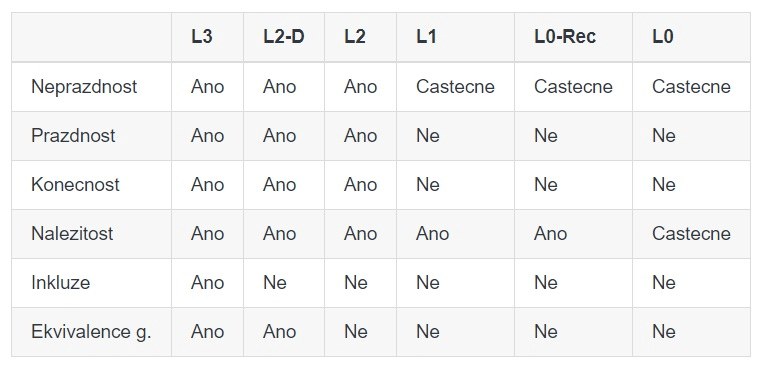 L3 L2-D L2 L1 L0-Rec L0
Neprazdnost Ano Ano Ano Castecne Castecne Castecne
Prazdnost Ano Ano Ano Ne Ne Ne
Konecnost Ano Ano Ano Ne Ne Ne
Nalezitost Ano Ano Ano Ano Ano Castecne
Inkluze Ano Ne Ne Ne Ne Ne
Ekvivalence g. Ano Ano Ne Ne Ne Ne